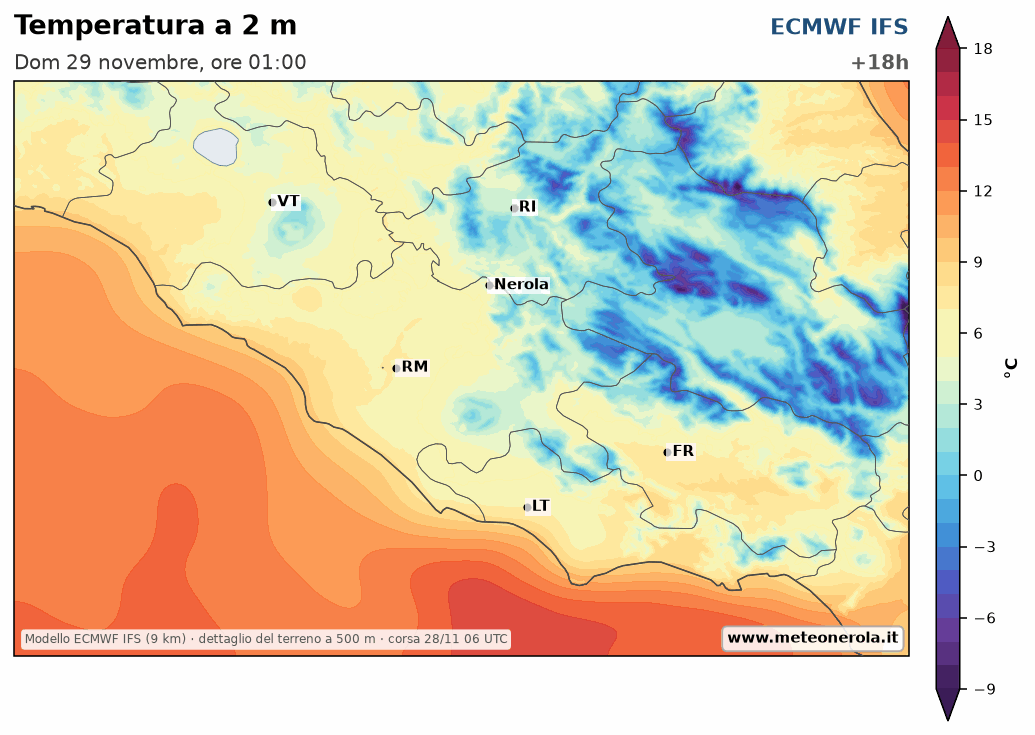 Temperatura a 2 m
ECMWF IFS
Dom 29 novembre, ore 01:00
+18h
VT
RI
Nerola
RM
FR
LT
Modello ECMWF IFS (9 km) · dettaglio del terreno a 500 m · corsa 28/11 06 UTC
www.meteonerola.it
18
15
12
9
6
3
0
−3
−6
−9
°C